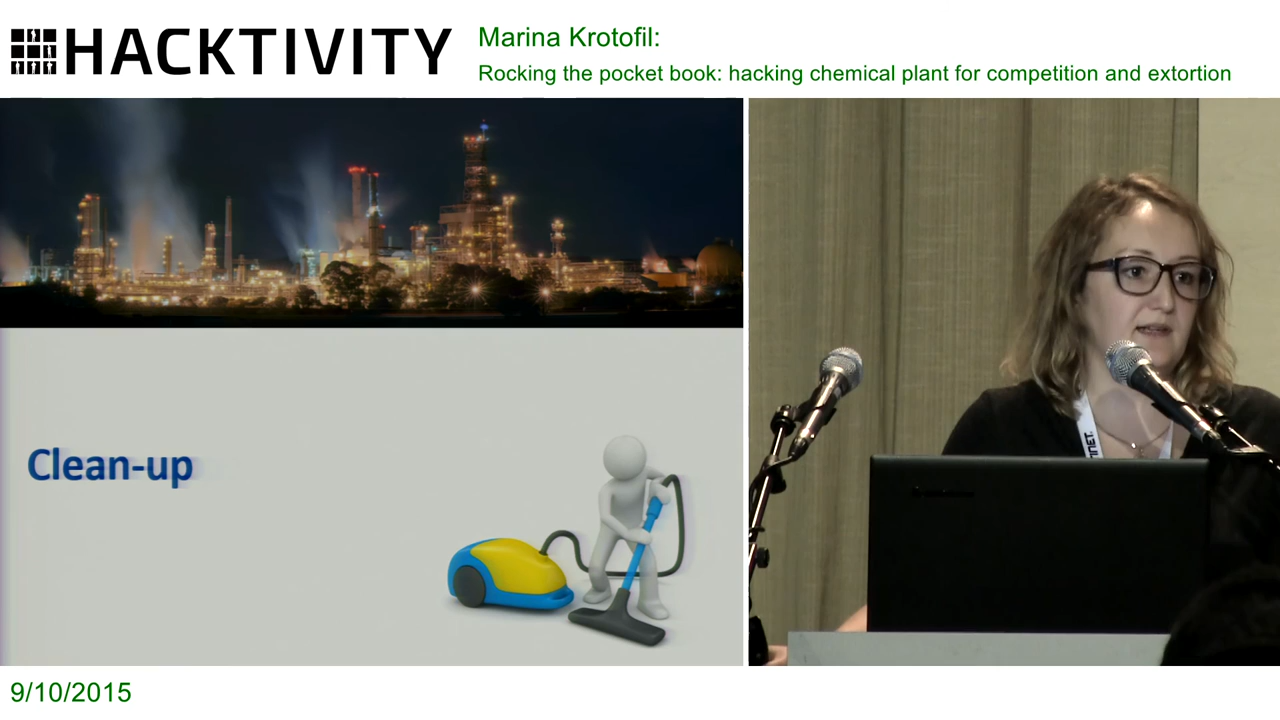 HACKTIVITY
Marina Krotofil:
Rocking the pocket book: hacking chemical plant for competition and extortion
Clean-up
9/10/2015